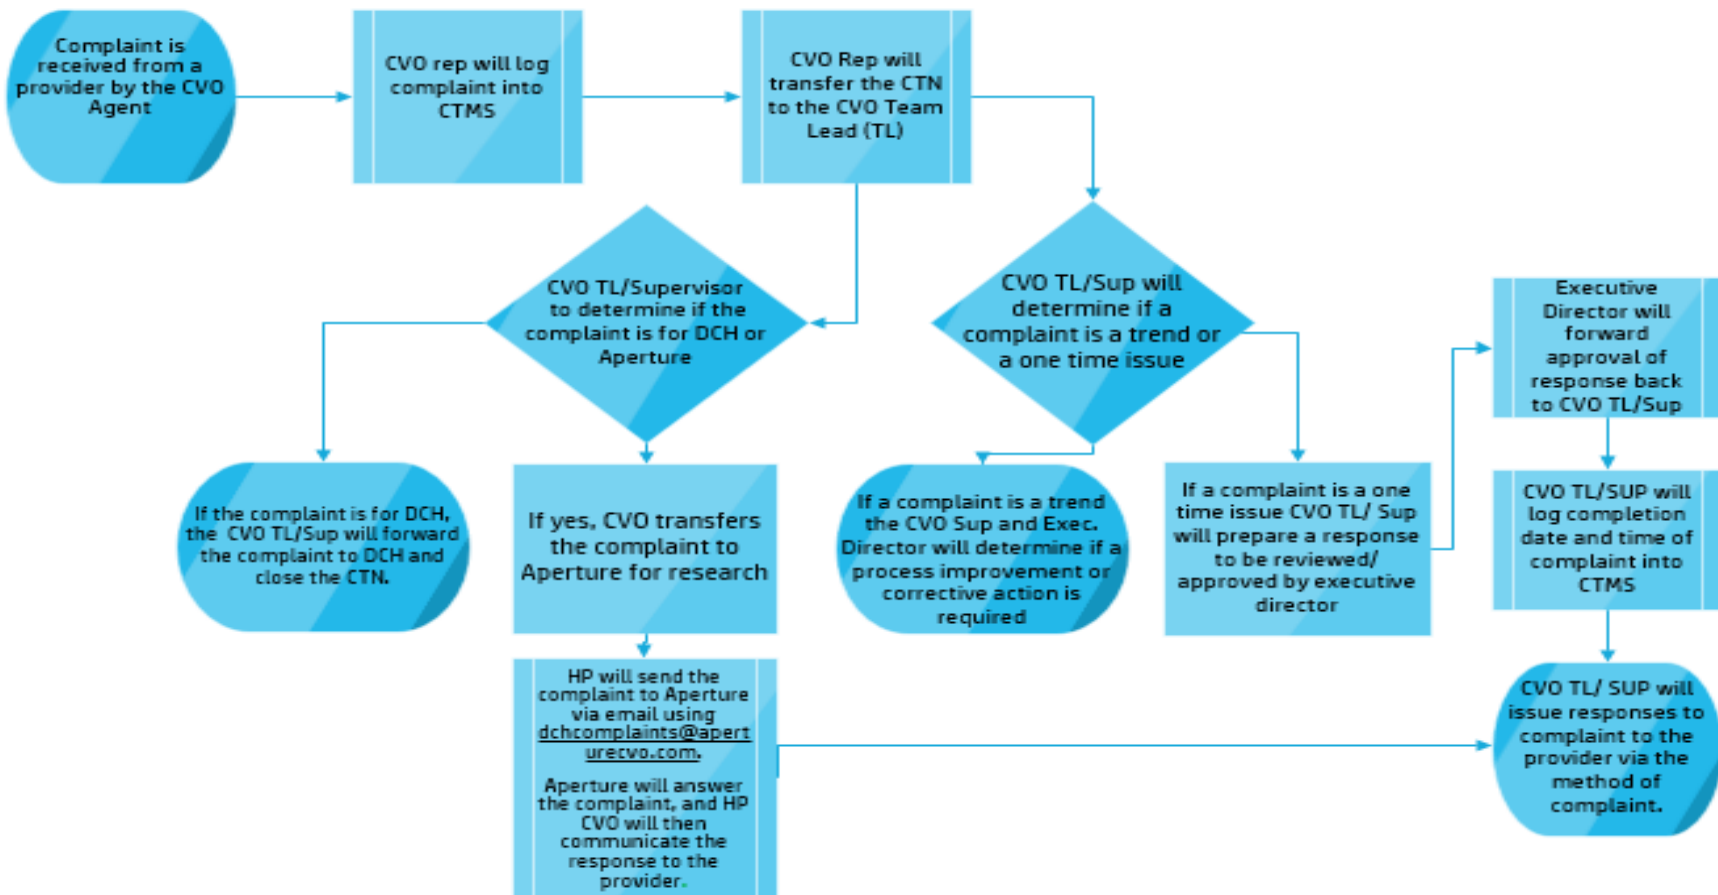 Complaint is
received from a
provider by the CVO
Agent
CVO rep will log
complaint into
CTMS
CVO Rep will
transfer the CTN
to the CVO Team
Lead (TL)
CVO TL/Supervisor
to determine if the
complaint is for DCH or
Aperture
CVO TL/Sup will
determine if a
complaint is a trend or
a one time issue
Executive
Director will
forward
approval of
response back
to CVO TL/Sup
If the complaint is for DCH,
the CVO TL/Sup will forward
the complaint to DCH and
close the CTN.
If yes, CVO transfers
the complaint to
Aperture for research
If a complaint is a trend
the CVO Sup and Exec.
Director will determine if a
process improvement or
corrective action is
required
If a complaint is a one
time issue CVO TL/ Sup
will prepare a response
to be reviewed/
approved by executive
director
CVO TL/SUP will
log completion
date and time of
complaint into
CTMS
HP will send the
complaint to Aperture
via email using
dchcomplaints@apert
urecvo.com.
Aperture will answer
the complaint, and HP
CVO will then
communicate the
response to the
provider.
CVO TL/ SUP will
issue responses to
complaint to the
provider via the
method of
complaint.